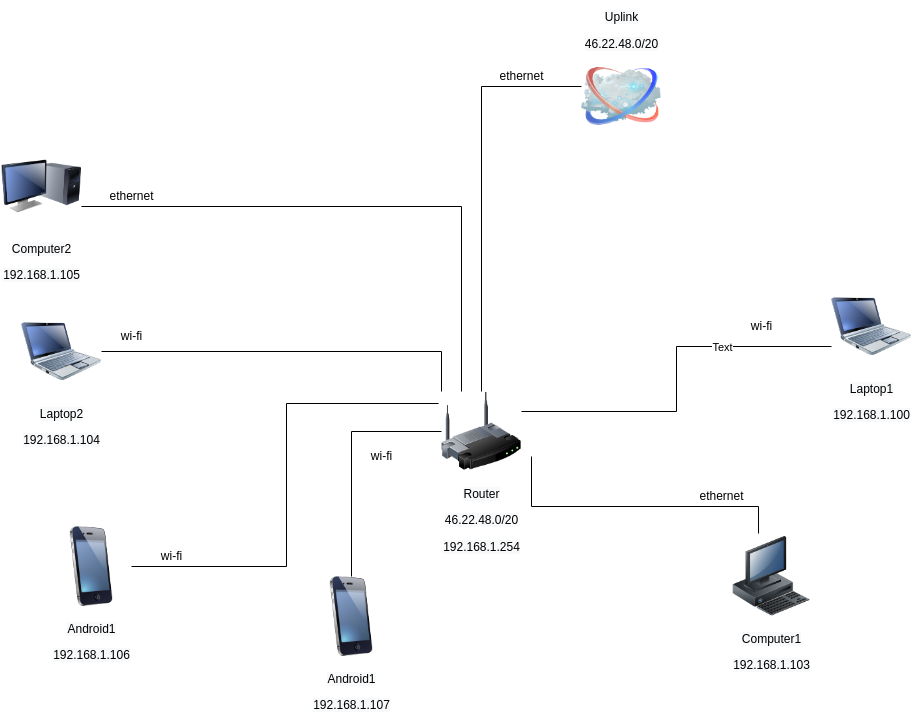 Uplink
46.22.48.0/20
ethernet
ethernet
Computer2
192.168.1.105
wi-fi
Laptop2
192.168.1.104
wi-fi
Text
Laptop1
192.168.1.100
wi-fi
Router
46.22.48.0/20
192.168.1.254
ethernet
wi-fi
Android1
192.168.1.106
Android1
192.168.1.107
Computer1
192.168.1.103